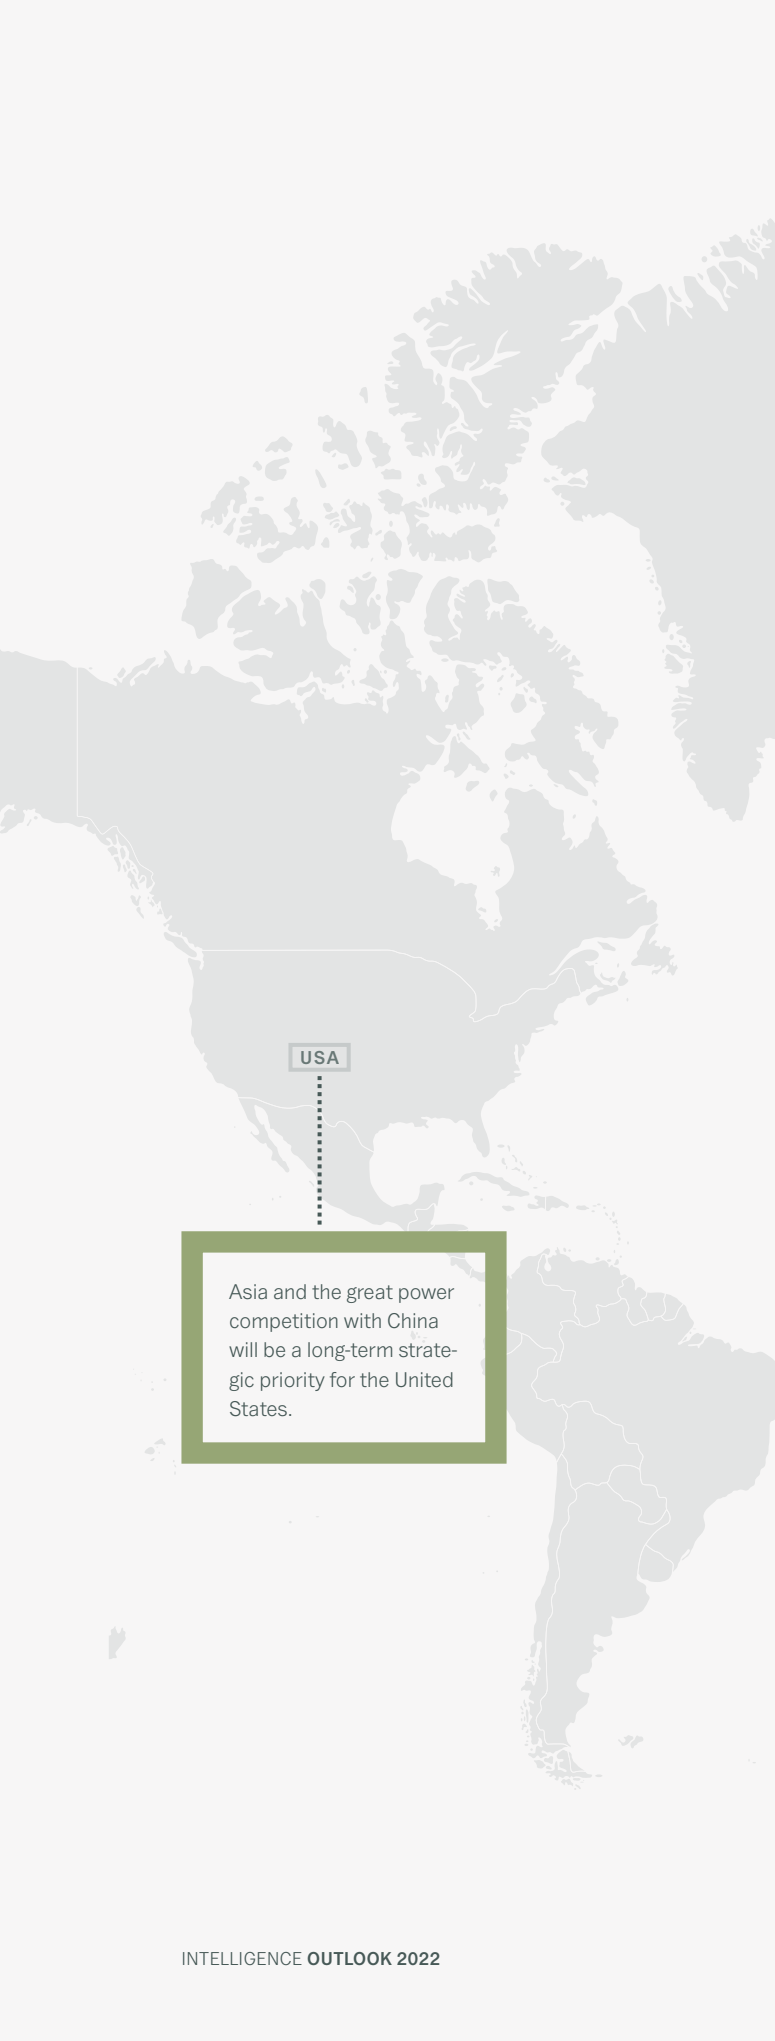 USA
Asia and the great power
competition with China
will be a long-term strate-
gic priority for the United
States.
INTELLIGENCE OUTLOOK 2022